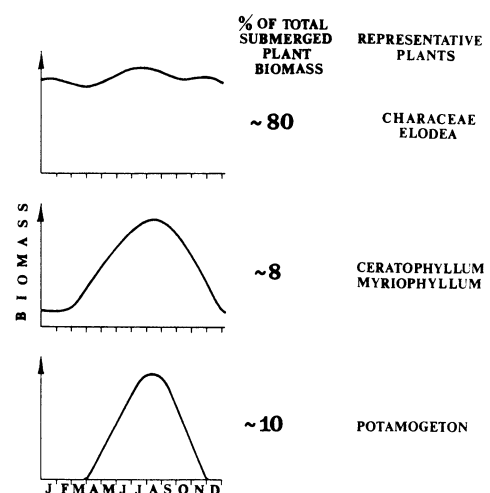 % OF TOTAL
SUBMERGED
PLANT
BIOMASS
REPRESENTATIVE
PLANTS
~ 80
CHARACEAE
ELODEA
BIOMASS
~8
CERATOPHYLLUM
MYRIOPHYLLUM
~10
POTAMOGETON
J F M A M J J A S O N D